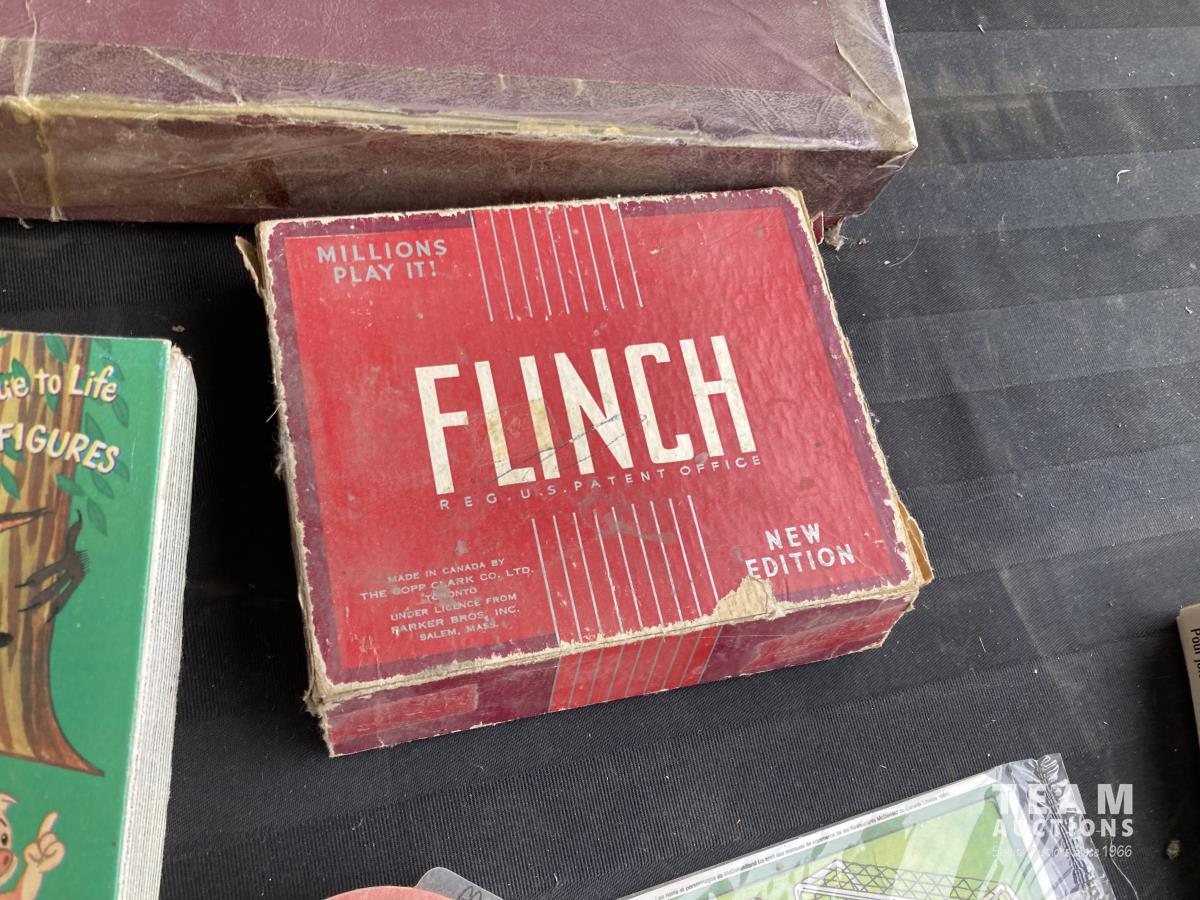 MILLIONS
PLAY IT!
FLINCH
REG. U.S. PATENT OFFICE
NEW
EDITION
MADE IN CANADA BY
THE COPP CLARK CO. LTD.
TORONTO
UNDER LICENCE FROM
PARKER BROS, INC.
SALEM, MASS.
to Life
FIGURES
TEAM
AUCTIONS
1966